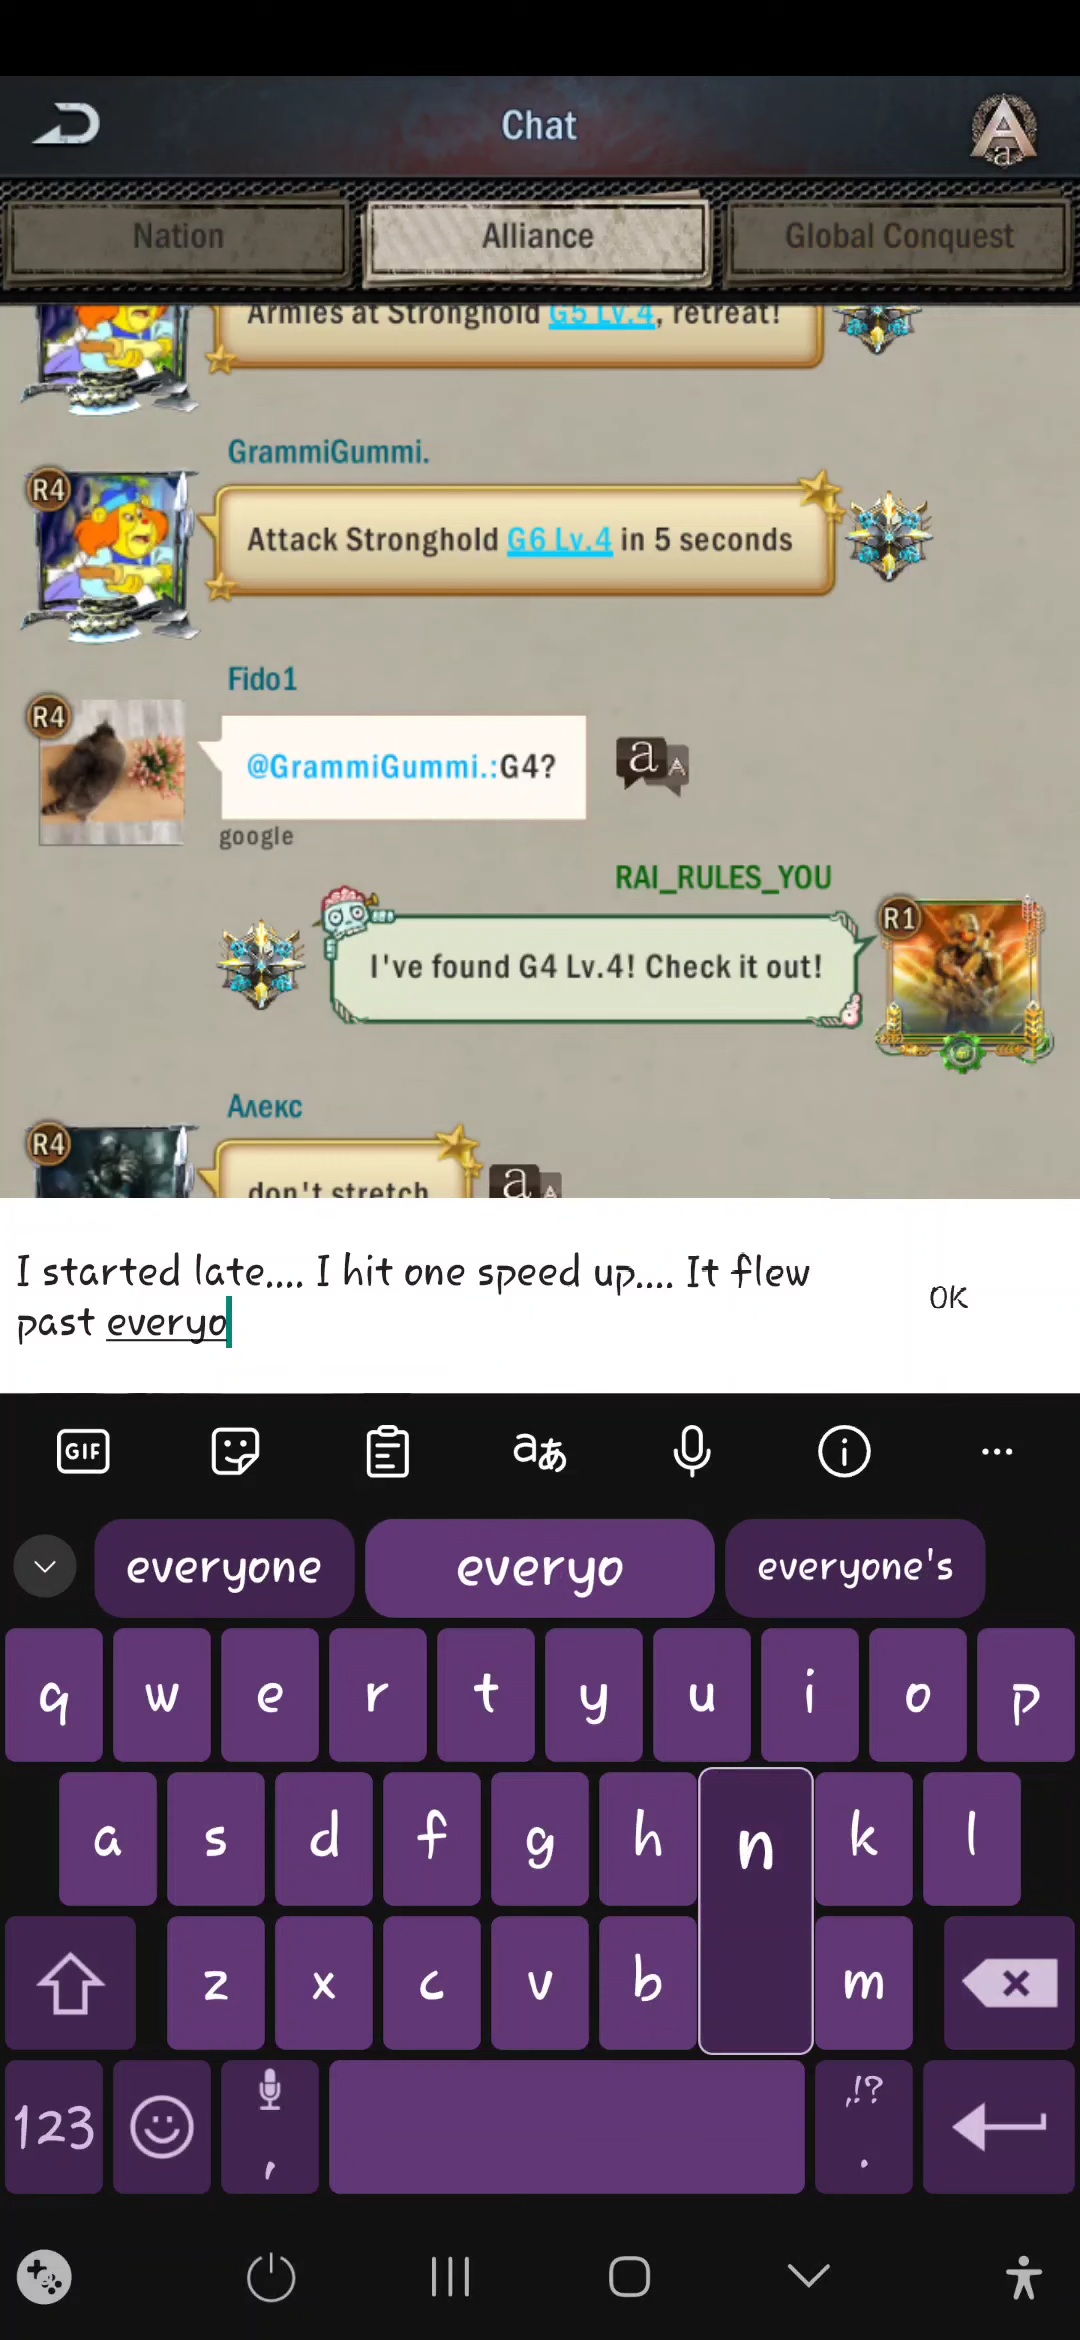 Chat
A
a
Nation
Alliance
Global Conquest
Armies at Stronghold G5 Lv.4, retreat!
GrammiGummi.
R4
Attack Stronghold G6 Lv.4 in 5 seconds
Fido1
R4
@GrammiGummi.:G4?
a A
google
RAI_RULES_YOU
R1
I've found G4 Lv.4! Check it out!
Алекс
R4
don't stretch
a A
I started late.... I hit one speed up.... It flew
past everyo
OK
GIF
aあ
everyone everyo everyone's
q w e r t y u i o p
a s d f g h n k l
z x c v b m
123 , ,!? .